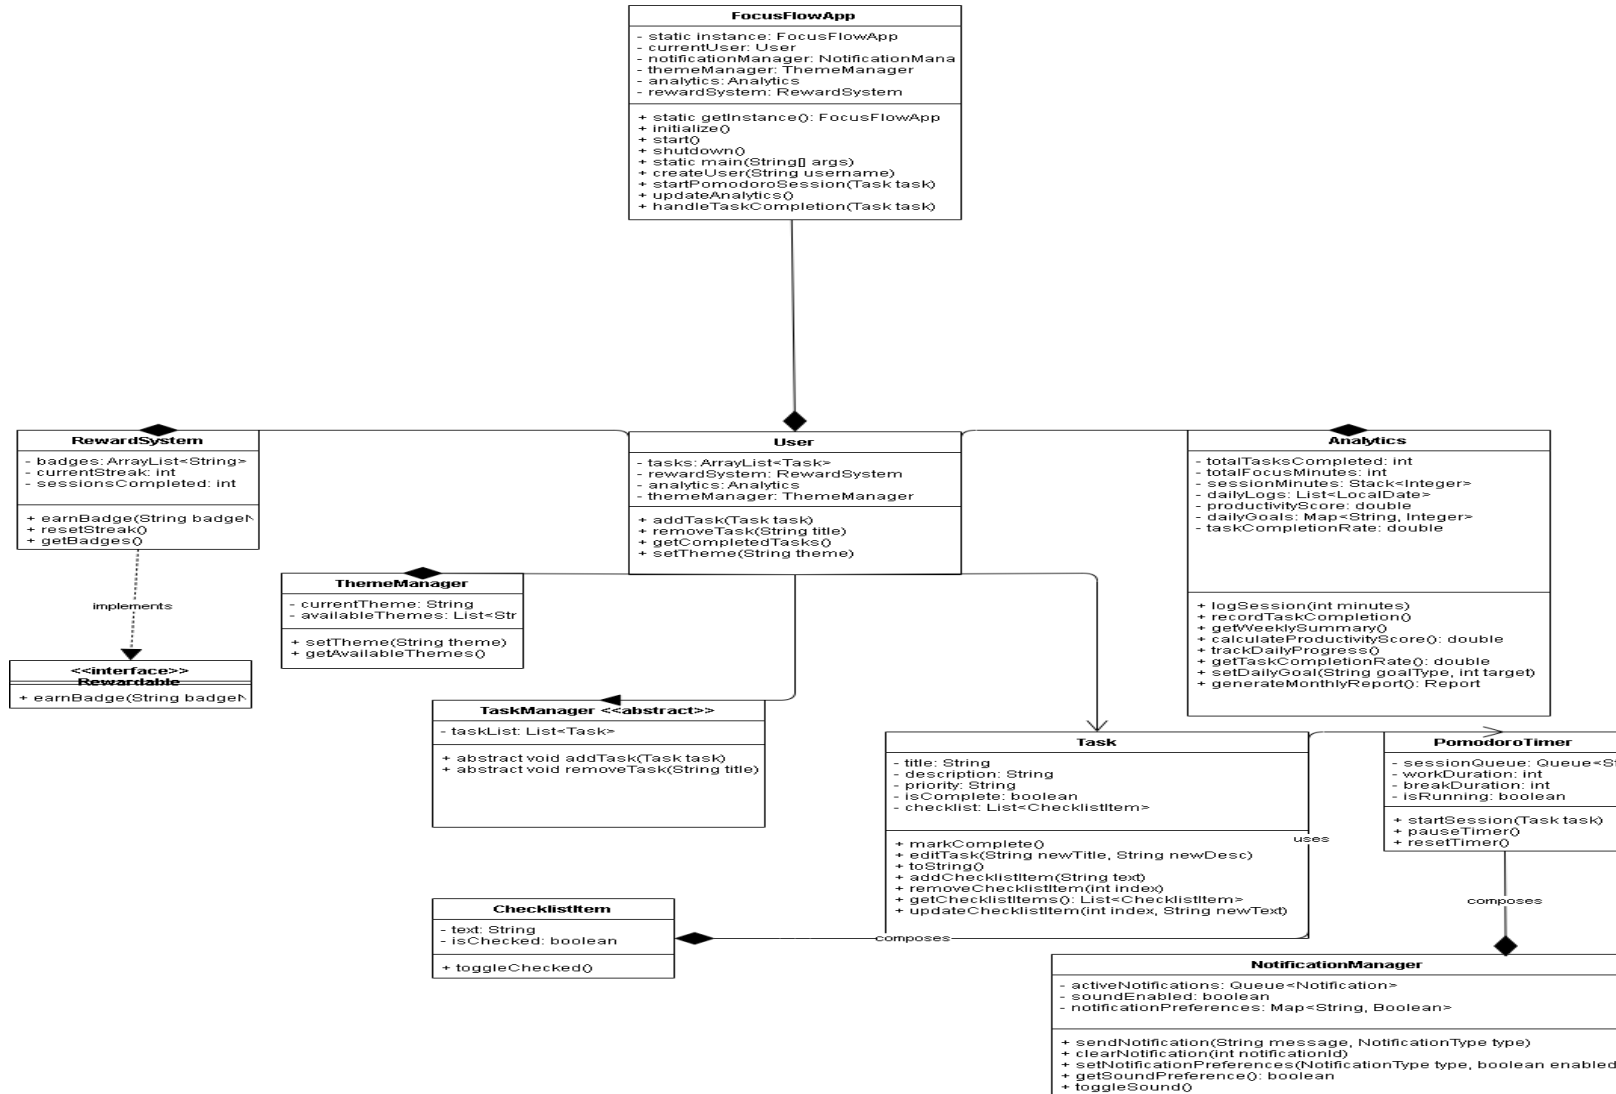 FocusFlowApp
- static instance: FocusFlowApp
- currentUser: User
- notificationManager: NotificationMana
- themeManager: ThemeManager
- analytics: Analytics
- rewardSystem: RewardSystem
+ static getInstance(): FocusFlowApp
+ initialize()
+ start()
+ shutdown()
+ static main(String[] args)
+ createUser(String username)
+ startPomodoroSession(Task task)
+ updateAnalytics()
+ handleTaskCompletion(Task task)
RewardSystem
- badges: ArrayList<String>
- currentStreak: int
- sessionsCompleted: int
+ earnBadge(String badgeN
+ resetStreak()
+ getBadges()
User
- tasks: ArrayList<Task>
- rewardSystem: RewardSystem
- analytics: Analytics
- themeManager: ThemeManager
+ addTask(Task task)
+ removeTask(String title)
+ getCompletedTasks()
+ setTheme(String theme)
Analytics
- totalTasksCompleted: int
- totalFocusMinutes: int
- sessionMinutes: Stack<Integer>
- dailyLogs: List<LocalDate>
- productivityScore: double
- dailyGoals: Map<String, Integer>
- taskCompletionRate: double
+ logSession(int minutes)
+ recordTaskCompletion()
+ getWeeklySummary()
+ calculateProductivityScore(): double
+ trackDailyProgress()
+ getTaskCompletionRate(): double
+ setDailyGoal(String goalType, int target)
+ generateMonthlyReport(): Report
implements
<<interface>>
Rewardable
+ earnBadge(String badgeN
ThemeManager
- currentTheme: String
- availableThemes: List<Str
+ setTheme(String theme)
+ getAvailableThemes()
TaskManager <<abstract>>
- taskList: List<Task>
+ abstract void addTask(Task task)
+ abstract void removeTask(String title)
Task
- title: String
- description: String
- priority: String
- isComplete: boolean
- checklist: List<ChecklistItem>
+ markComplete()
+ editTask(String newTitle, String newDesc)
+ toString()
+ addChecklistItem(String text)
+ removeChecklistItem(int index)
+ getChecklistItems(): List<ChecklistItem>
+ updateChecklistItem(int index, String newText)
uses
PomodoroTimer
- sessionQueue: Queue<St
- workDuration: int
- breakDuration: int
- isRunning: boolean
+ startSession(Task task)
+ pauseTimer()
+ resetTimer()
composes
ChecklistItem
- text: String
- isChecked: boolean
+ toggleChecked()
composes
NotificationManager
- activeNotifications: Queue<Notification>
- soundEnabled: boolean
- notificationPreferences: Map<String, Boolean>
+ sendNotification(String message, NotificationType type)
+ clearNotification(int notificationId)
+ setNotificationPreferences(NotificationType type, boolean enabled
+ getSoundPreference(): boolean
+ toggleSound()